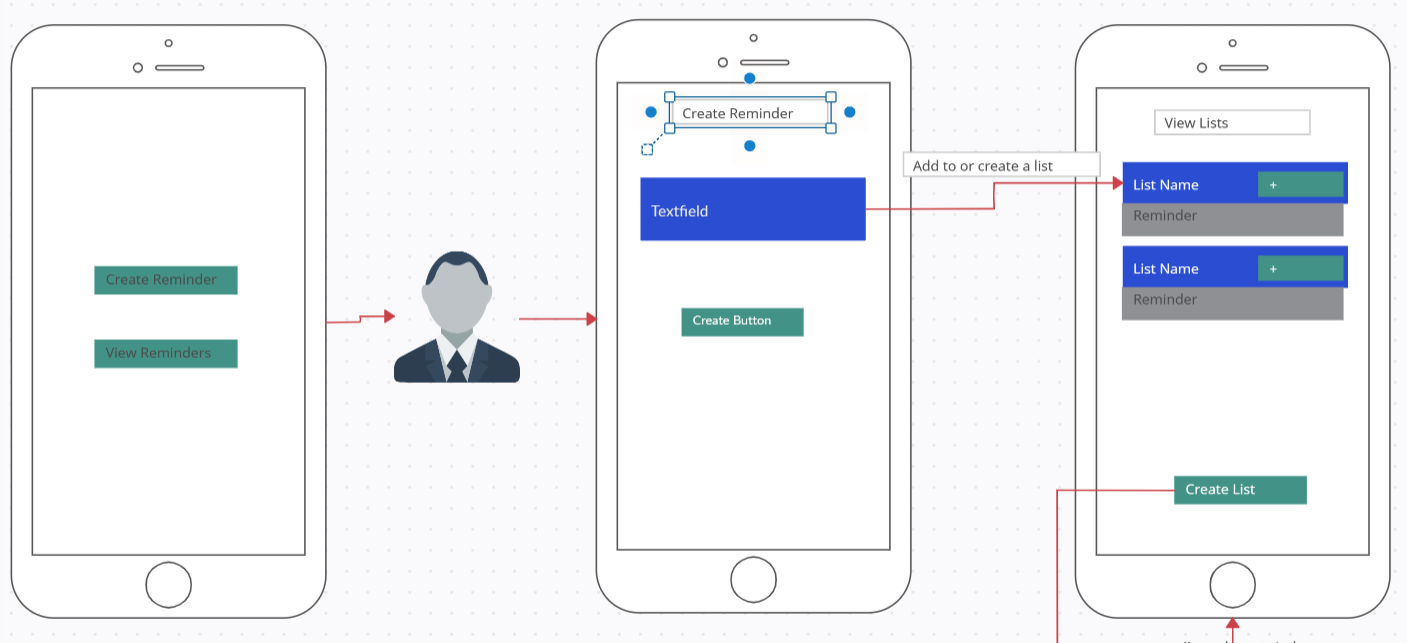 Create Reminder
View Reminders
Create Reminder
Textfield
Create Button
Add to or create a list
View Lists
List Name +
Reminder
List Name +
Reminder
Create List